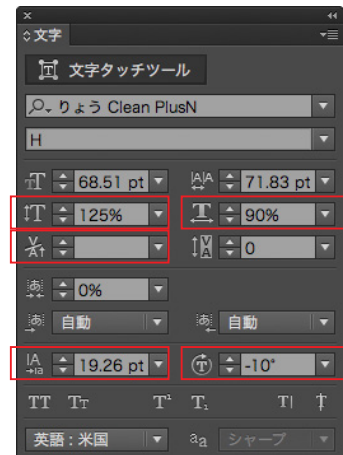 文字
文字タッチツール
りょう Clean PlusN
H
68.51 pt 71.83 pt
125% 90%
0
0%
自動 自動
19.26 pt -10°
TT Tt T¹ T₁ T ‡
英語 : 米国 aa シャープ